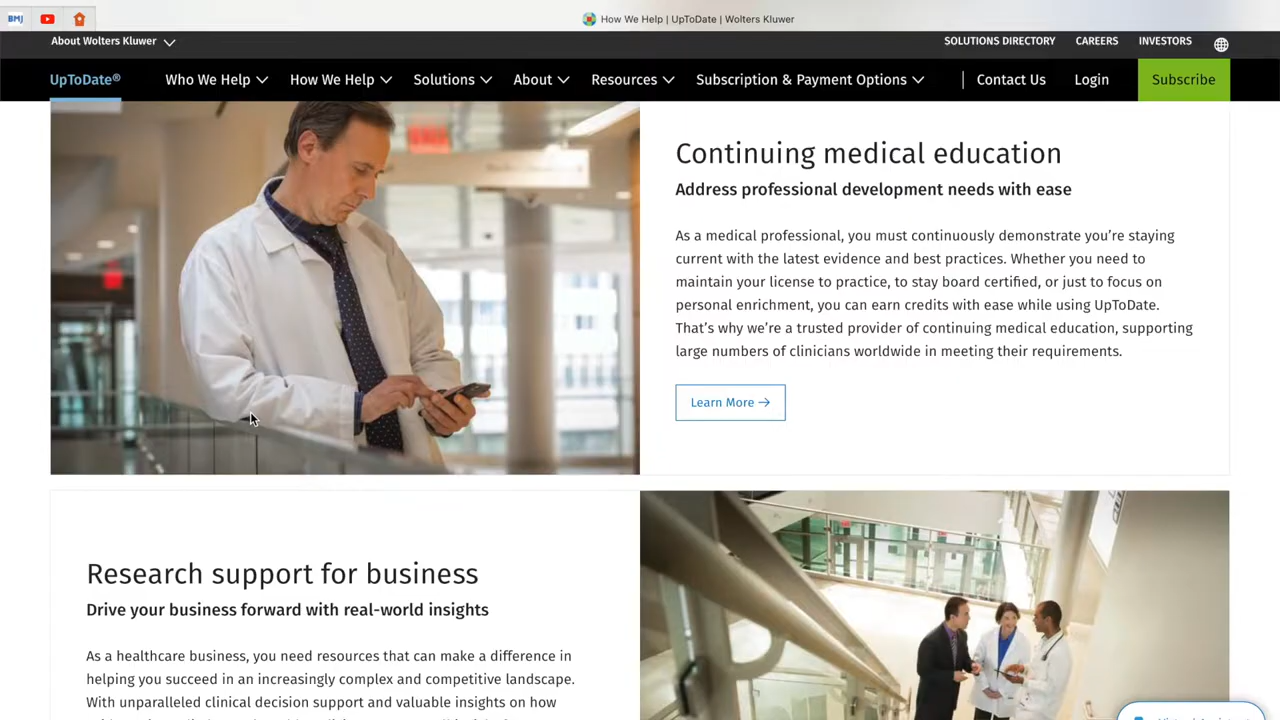 BMJ
How We Help | UpToDate | Wolters Kluwer
About Wolters Kluwer
SOLUTIONS DIRECTORY CAREERS INVESTORS
UpToDate® Who We Help How We Help Solutions About Resources Subscription & Payment Options | Contact Us Login Subscribe
Continuing medical education
Address professional development needs with ease
As a medical professional, you must continuously demonstrate you’re staying
current with the latest evidence and best practices. Whether you need to
maintain your license to practice, to stay board certified, or just to focus on
personal enrichment, you can earn credits with ease while using UpToDate.
That’s why we’re a trusted provider of continuing medical education, supporting
large numbers of clinicians worldwide in meeting their requirements.
Learn More →
Research support for business
Drive your business forward with real-world insights
As a healthcare business, you need resources that can make a difference in
helping you succeed in an increasingly complex and competitive landscape.
With unparalleled clinical decision support and valuable insights on how